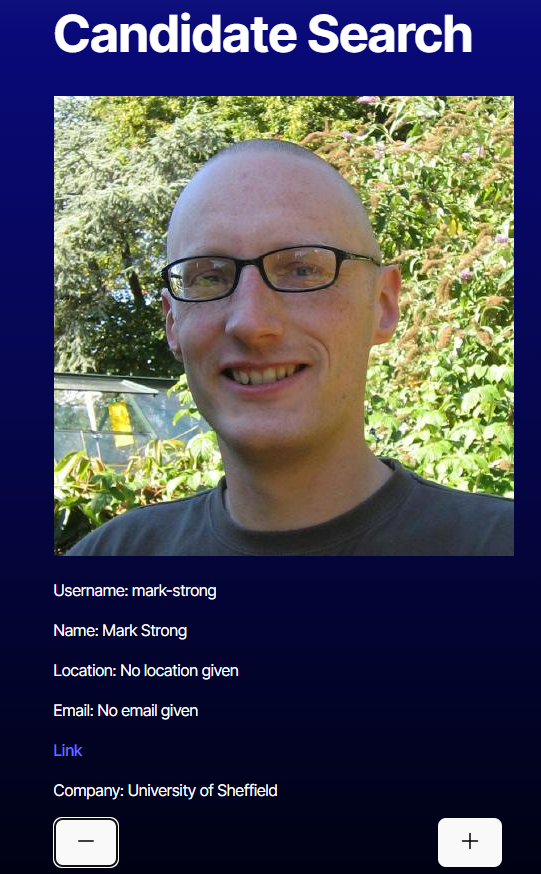 Candidate Search
Username: mark-strong
Name: Mark Strong
Location: No location given
Email: No email given
Link
Company: University of Sheffield
− +